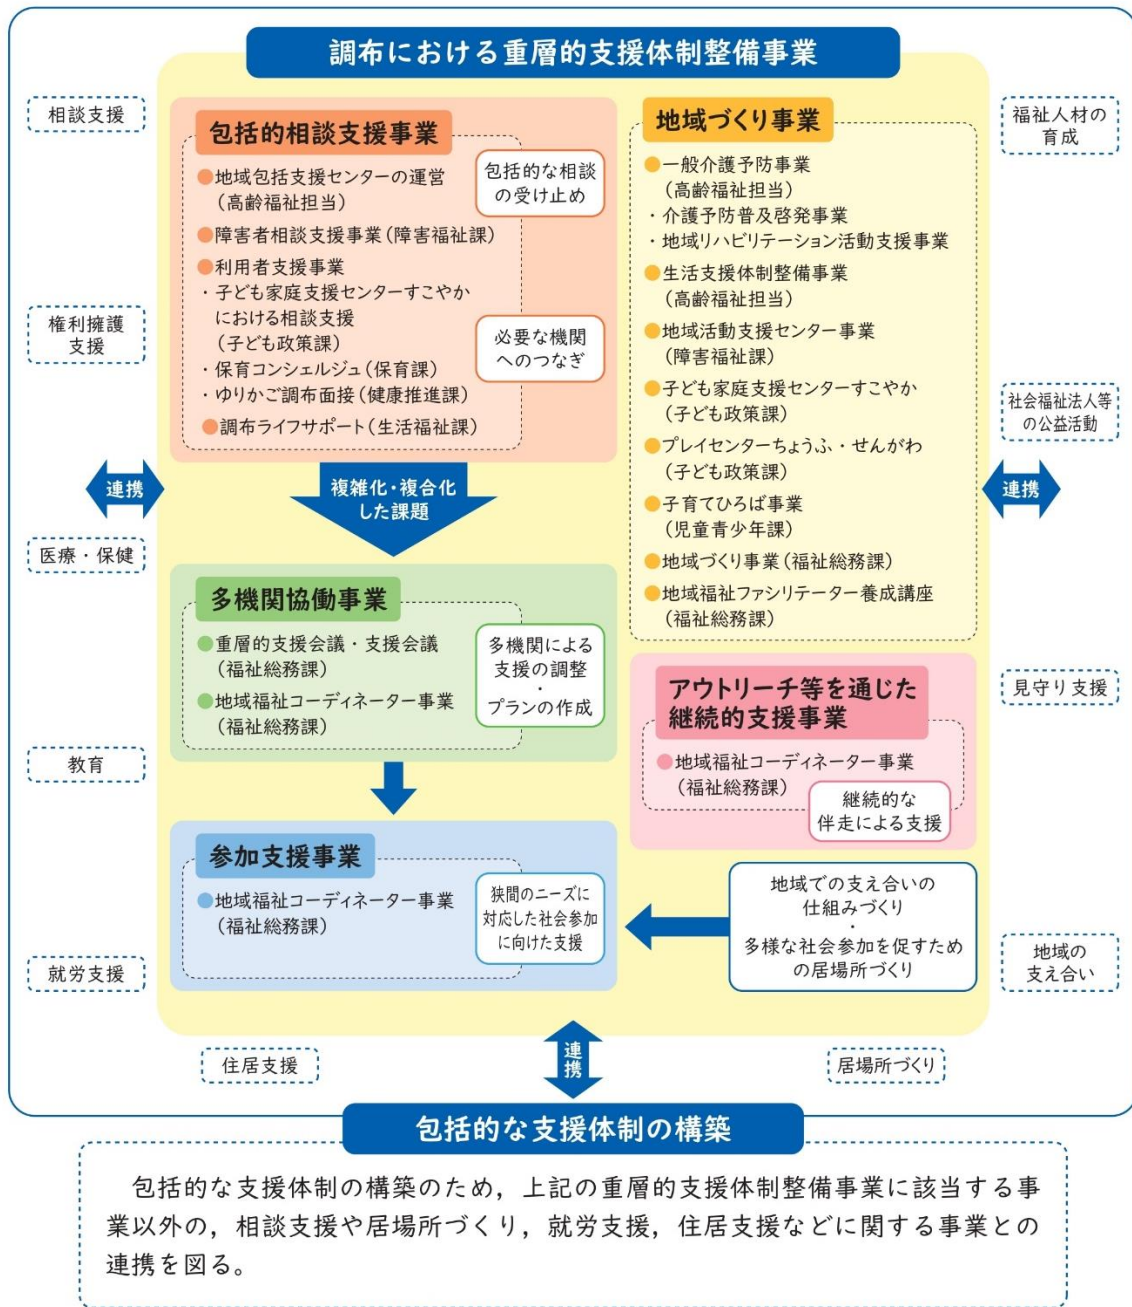 調布における重層的支援体制整備事業
相談支援
権利擁護
支援
連携
医療・保健
教育
就労支援
包括的相談支援事業
●地域包括支援センターの運営
(高齢福祉担当)
●障害者相談支援事業(障害福祉課)
●利用者支援事業
・子ども家庭支援センターすこやか
における相談支援
(子ども政策課)
・保育コンシェルジュ(保育課)
・ゆりかご調布面接(健康推進課)
●調布ライフサポート(生活福祉課)
包括的な相談
の受け止め
必要な機関
へのつなぎ
複雑化・複合化
した課題
多機関協働事業
●重層的支援会議・支援会議
(福祉総務課)
●地域福祉コーディネーター事業
(福祉総務課)
多機関による
支援の調整
・
プランの作成
参加支援事業
●地域福祉コーディネーター事業
(福祉総務課)
狭間のニーズに
対応した社会参加
に向けた支援
地域づくり事業
●一般介護予防事業
(高齢福祉担当)
・介護予防普及啓発事業
・地域リハビリテーション活動支援事業
●生活支援体制整備事業
(高齢福祉担当)
●地域活動支援センター事業
(障害福祉課)
●子ども家庭支援センターすこやか
(子ども政策課)
●プレイセンターちょうふ・せんがわ
(子ども政策課)
●子育てひろば事業
(児童青少年課)
●地域づくり事業(福祉総務課)
●地域福祉ファシリテーター養成講座
(福祉総務課)
アウトリーチ等を通じた
継続的支援事業
●地域福祉コーディネーター事業
(福祉総務課)
継続的な
伴走による支援
地域での支え合いの
仕組みづくり
・
多様な社会参加を促すため
の居場所づくり
福祉人材の
育成
社会福祉法人等
の公益活動
連携
見守り支援
地域の
支え合い
住居支援
連携
居場所づくり
包括的な支援体制の構築
包括的な支援体制の構築のため，上記の重層的支援体制整備事業に該当する事
業以外の，相談支援や居場所づくり，就労支援，住居支援などに関する事業との
連携を図る。